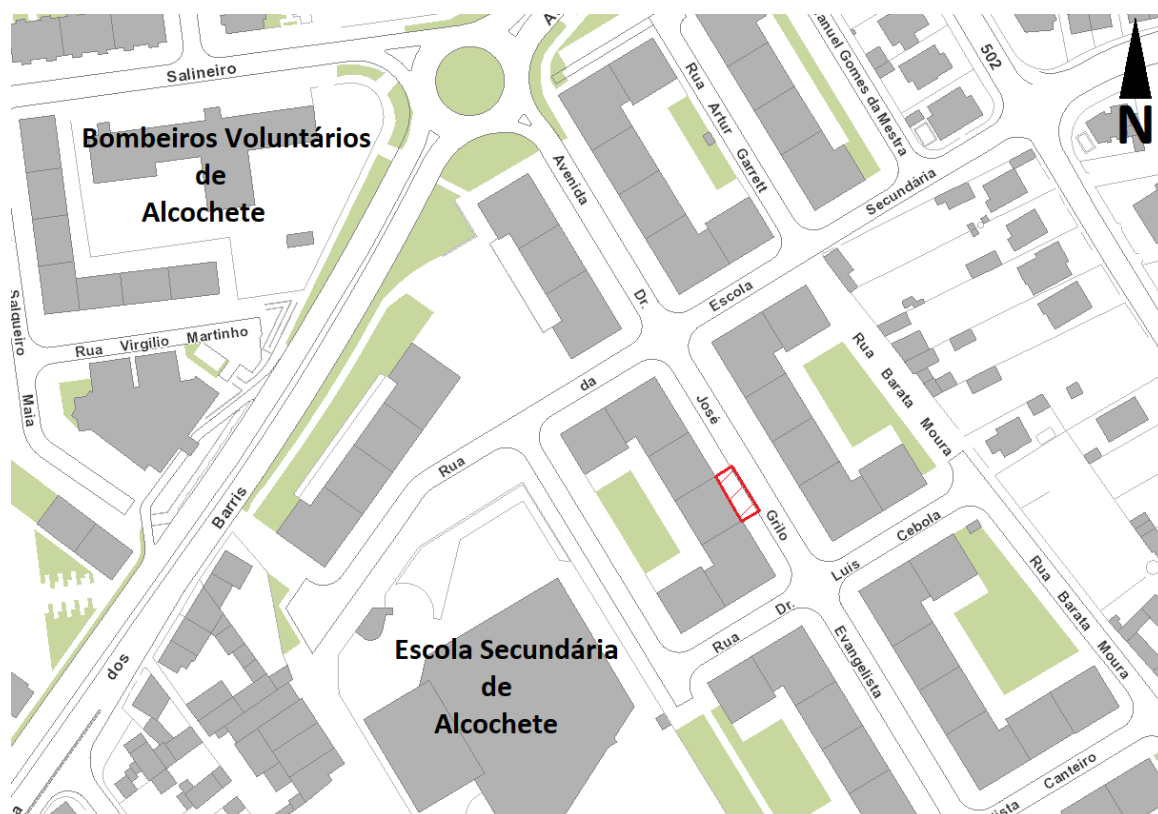 Salineiro
Bombeiros Voluntários
de
Alcochete
Rua Artur Garrett
Gomes da Mestra
502
N
Avenida
Dr.
José
Grilo
Evangelista
Rua
da
Escola
Secundária
Salgueiro
Maia
Rua Virgilio Martinho
Rua Barata Moura
dos
Barris
Rua
Dr.
Luis
Cebola
Rua Barata Moura
Escola Secundária
de
Alcochete
Canteiro